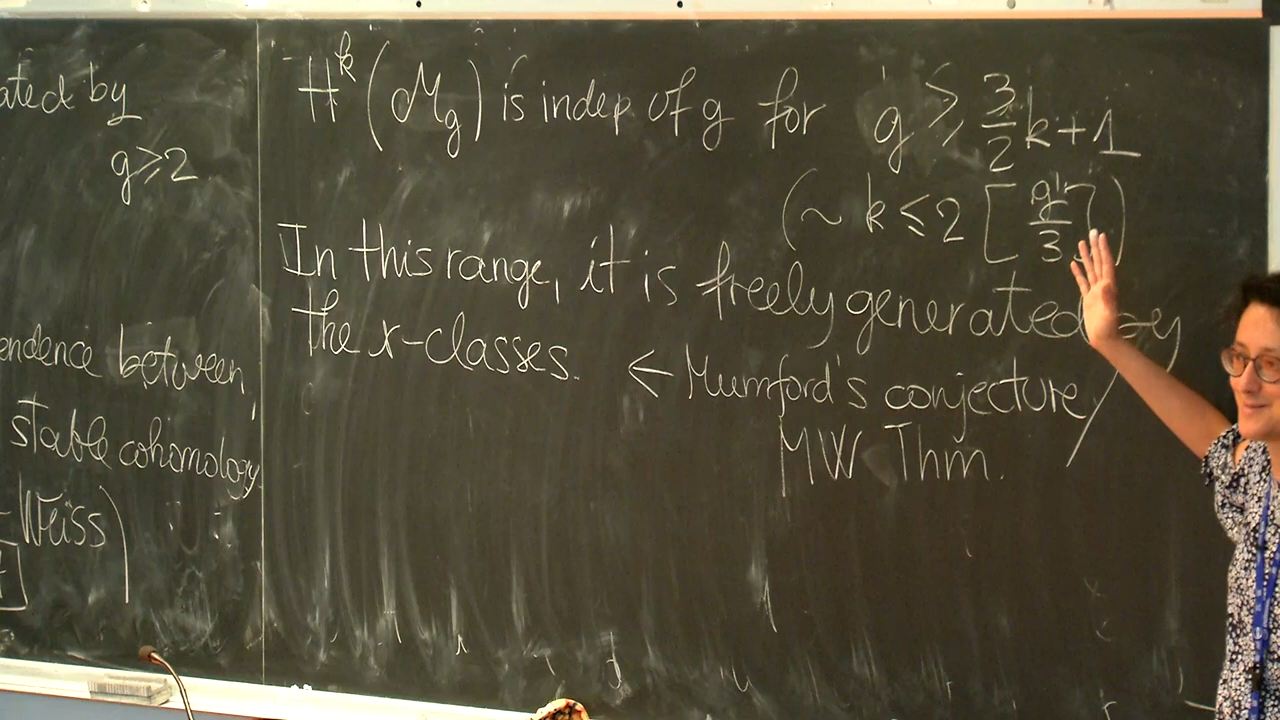 ated by
g ≥ 2
endence between
stable cohomology
-Weiss)
H^k(M_g) is indep of g for g ≥ 3/2 k + 1
(~ k ≤ 2 [g/3])
In this range, it is freely generated by
the κ-classes. ← Mumford's conjecture/
MW Thm.